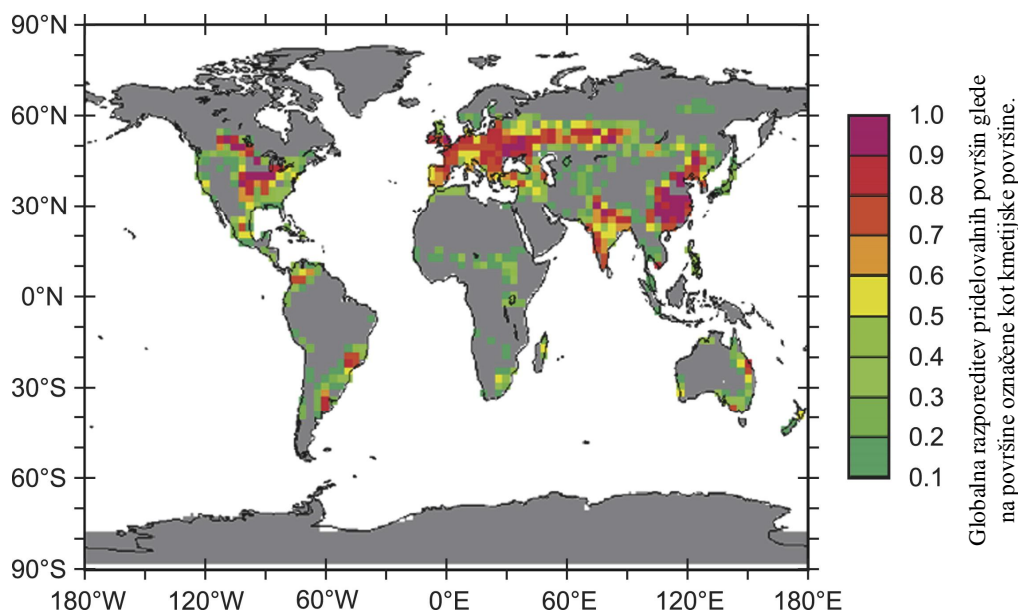 90°N
60°N
30°N
0°N
30°S
60°S
90°S
180°W
120°W
60°W
0°E
60°E
120°E
180°E
1.0
0.9
0.8
0.7
0.6
0.5
0.4
0.3
0.2
0.1
Globalna razporeditev pridelovalnih površin glede
na površine označene kot kmetijske površine.